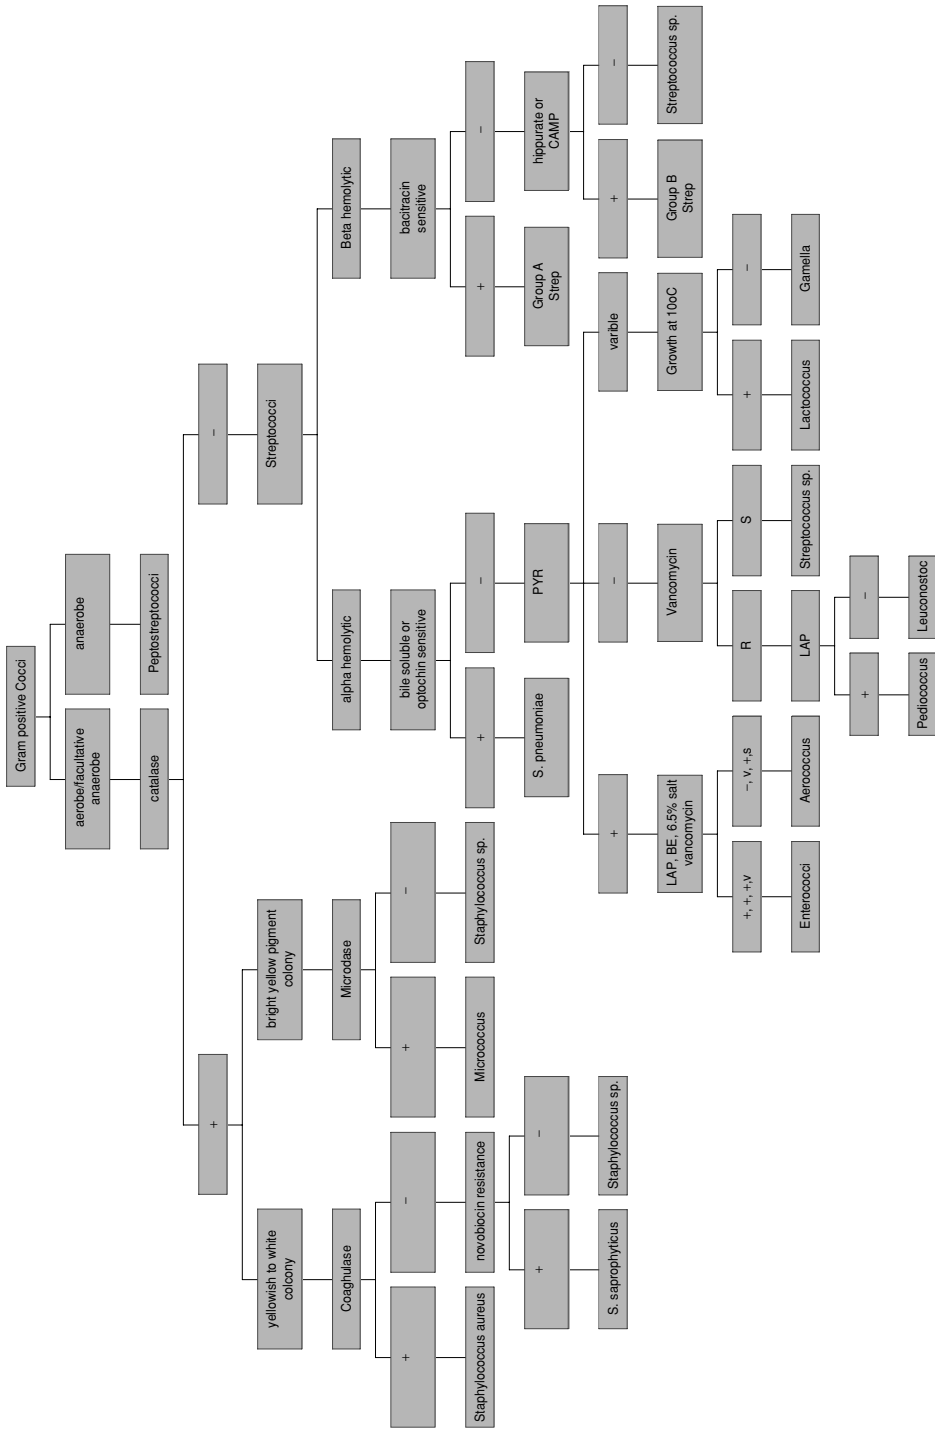 Gram positive Cocci
aerobe/facultative
anaerobe
anaerobe
catalase
Peptostreptococci
+
−
yellowish to white
colcony
bright yellow pigment
colony
Streptococci
Coaghulase
Microdase
alpha hemolytic
Beta hemolytic
+
−
+
−
bile soluble or
optochin sensitive
bacitracin
sensitive
Staphylococcus aureus
novobiocin resistance
Micrococcus
Staphylococcus sp.
+
−
+
−
S. pneumoniae
PYR
Group A
Strep
hippurate or
CAMP
+
−
+
−
varible
+
−
S. saprophyticus
Staphylococcus sp.
LAP, BE, 6.5% salt
vancomycin
Vancomycin
Growth at 10oC
Group B
Strep
Streptococcus sp.
+, +, +,v
−, v, +,s
R
S
+
−
Enterococci
Aerococcus
LAP
Streptococcus sp.
Lactococcus
Gamella
+
−
Pediococcus
Leuconostoc